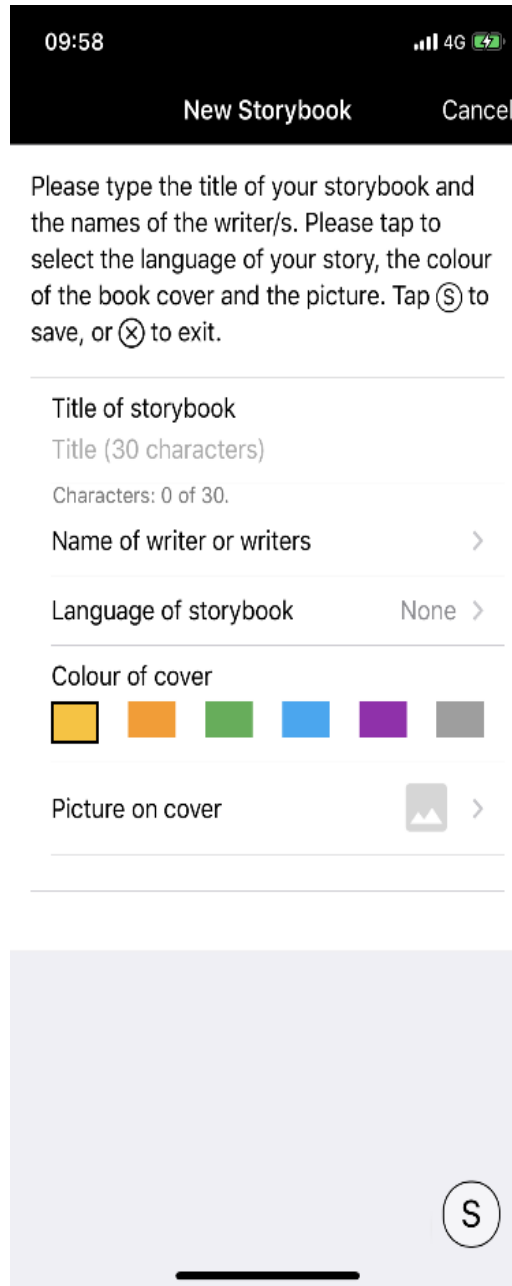 09:58 4G
New Storybook Cancel
Please type the title of your storybook and
the names of the writer/s. Please tap to
select the language of your story, the colour
of the book cover and the picture. Tap Ⓢ to
save, or ⓧ to exit.
Title of storybook
Title (30 characters)
Characters: 0 of 30.
Name of writer or writers
Language of storybook None
Colour of cover
Picture on cover
S